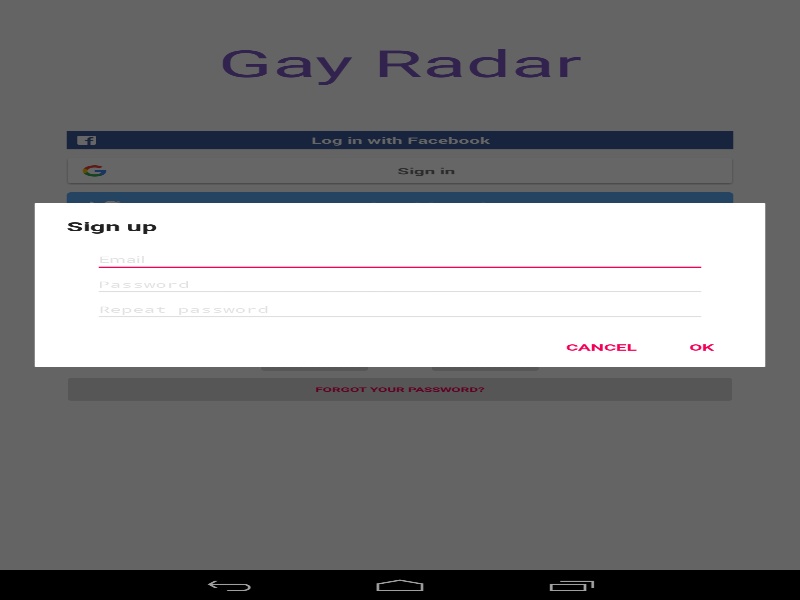 Gay Radar
Log in with Facebook
Sign in
Sign up
Email
Password
Repeat password
CANCEL OK
FORGOT YOUR PASSWORD?